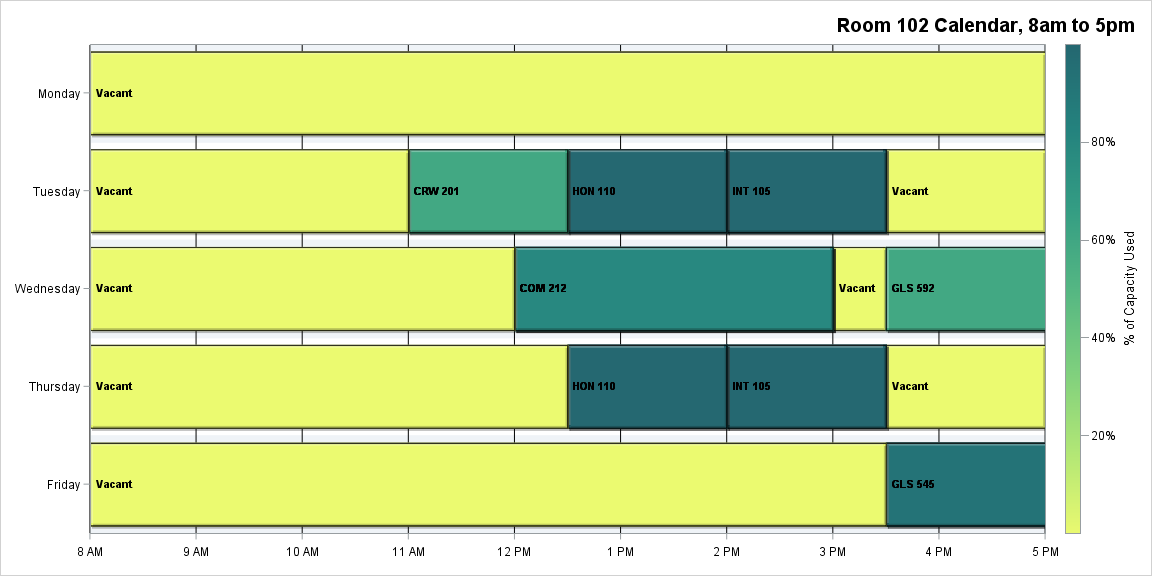 Room 102 Calendar, 8am to 5pm
Monday
Vacant
Tuesday
Vacant
CRW 201
HON 110
INT 105
Vacant
Wednesday
Vacant
COM 212
Vacant
GLS 592
Thursday
Vacant
HON 110
INT 105
Vacant
Friday
Vacant
GLS 545
8 AM
9 AM
10 AM
11 AM
12 PM
1 PM
2 PM
3 PM
4 PM
5 PM
80%
60%
40%
20%
% of Capacity Used